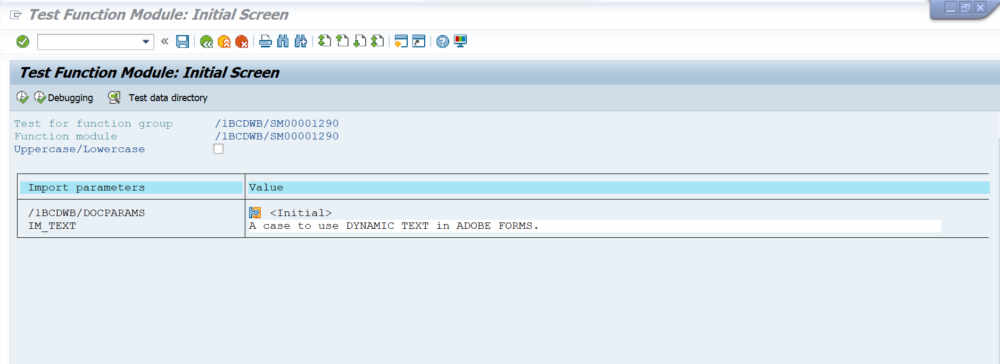 Test Function Module: Initial Screen
Test Function Module: Initial Screen
Debugging Test data directory
Test for function group /1BCDWB/SM00001290
Function module /1BCDWB/SM00001290
Uppercase/Lowercase
Import parameters Value
/1BCDWB/DOCPARAMS <Initial>
IM_TEXT A case to use DYNAMIC TEXT in ADOBE FORMS.